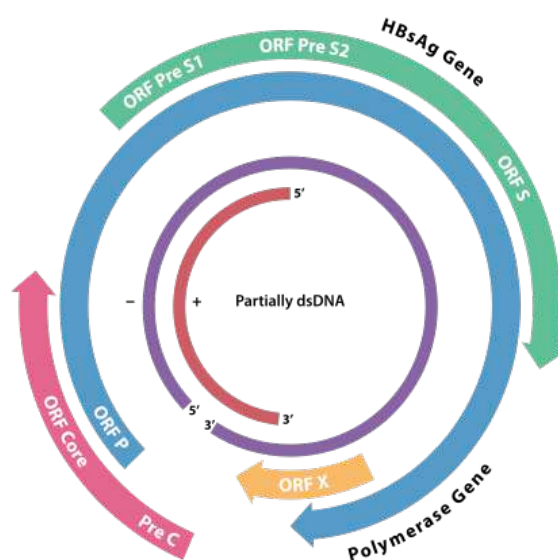 HBsAg Gene
ORF Pre S1
ORF Pre S2
ORF S
5’
−
+
Partially dsDNA
5’
3’
3’
ORF P
ORF Core
Pre C
ORF X
Polymerase Gene